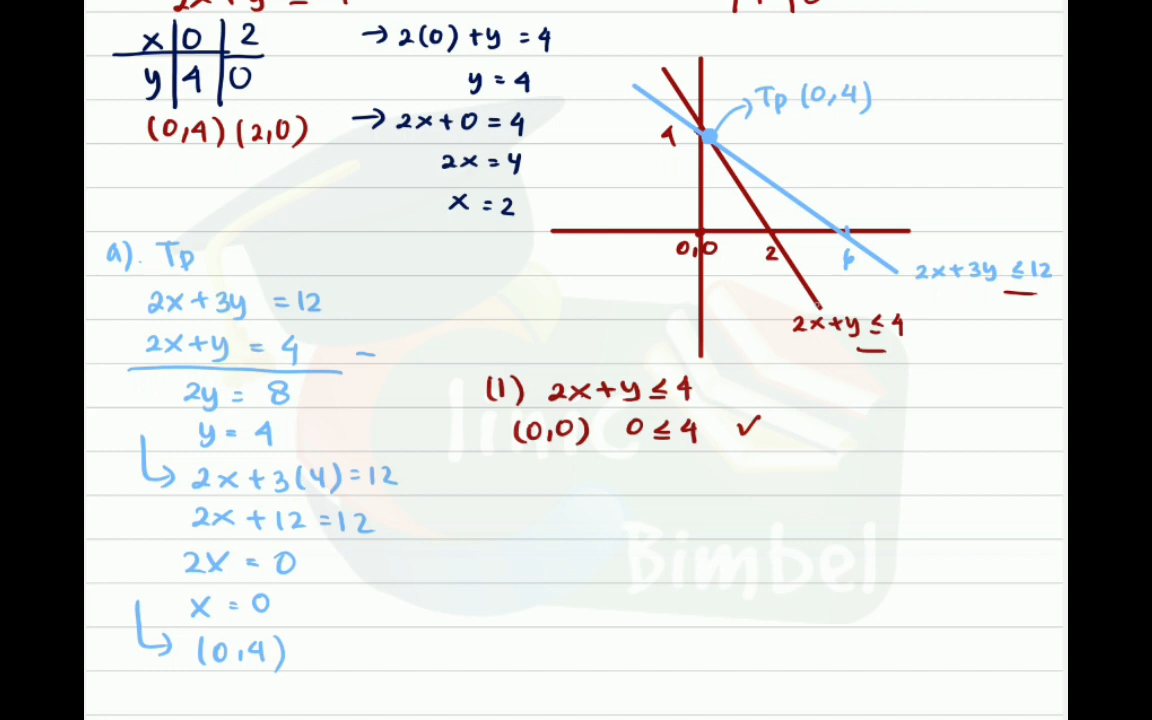 x 0 2
y 4 0
(0,4) (2,0)
→ 2(0) + y = 4
y = 4
→ 2x + 0 = 4
2x = 4
x = 2
Tp (0,4)
4
0,0
2
6
2x + 3y ≤ 12
2x + y ≤ 4
a). Tp
2x + 3y = 12
2x + y = 4 −
2y = 8
y = 4
2x + 3(4) = 12
2x + 12 = 12
2x = 0
x = 0
(0,4)
(1) 2x + y ≤ 4
(0,0) 0 ≤ 4 ✓
Bimbel